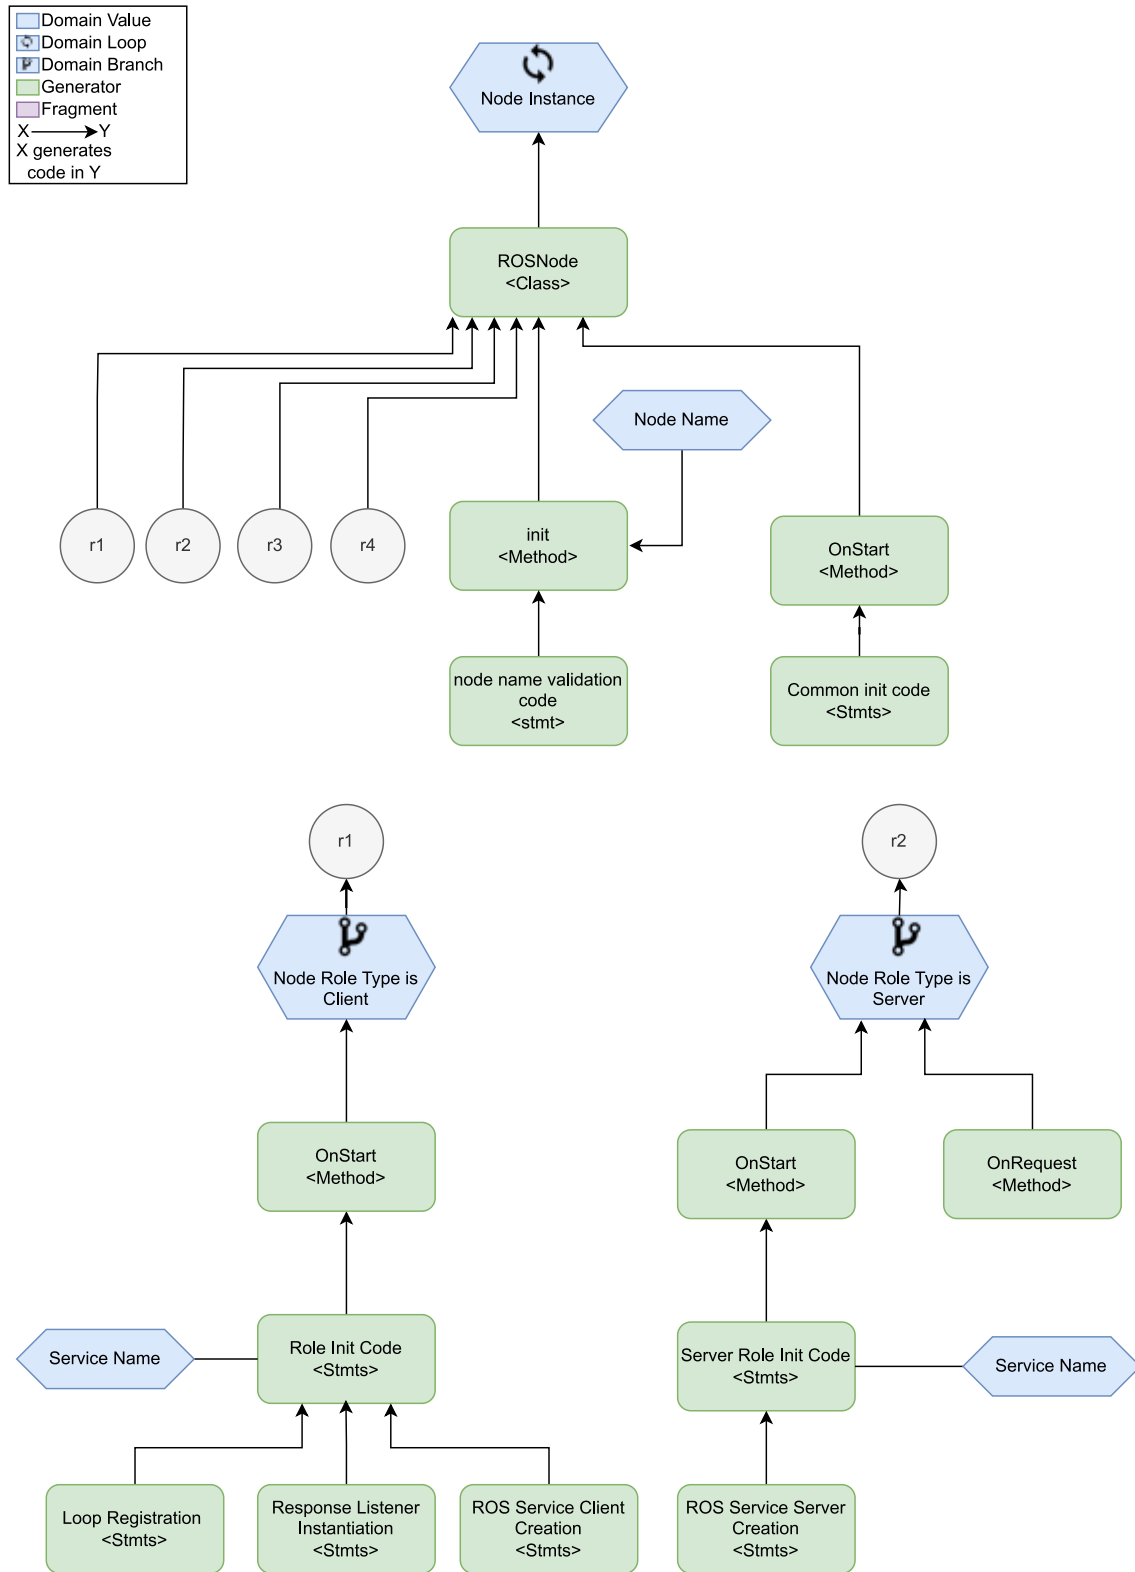 Domain Value
Domain Loop
Domain Branch
Generator
Fragment
X Y
X generates
code in Y
Node Instance
ROSNode
<Class>
Node Name
r1
r2
r3
r4
init
<Method>
OnStart
<Method>
node name validation
code
<stmt>
Common init code
<Stmts>
r1
r2
Node Role Type is
Client
Node Role Type is
Server
OnStart
<Method>
OnStart
<Method>
OnRequest
<Method>
Service Name
Role Init Code
<Stmts>
Server Role Init Code
<Stmts>
Service Name
Loop Registration
<Stmts>
Response Listener
Instantiation
<Stmts>
ROS Service Client
Creation
<Stmts>
ROS Service Server
Creation
<Stmts>